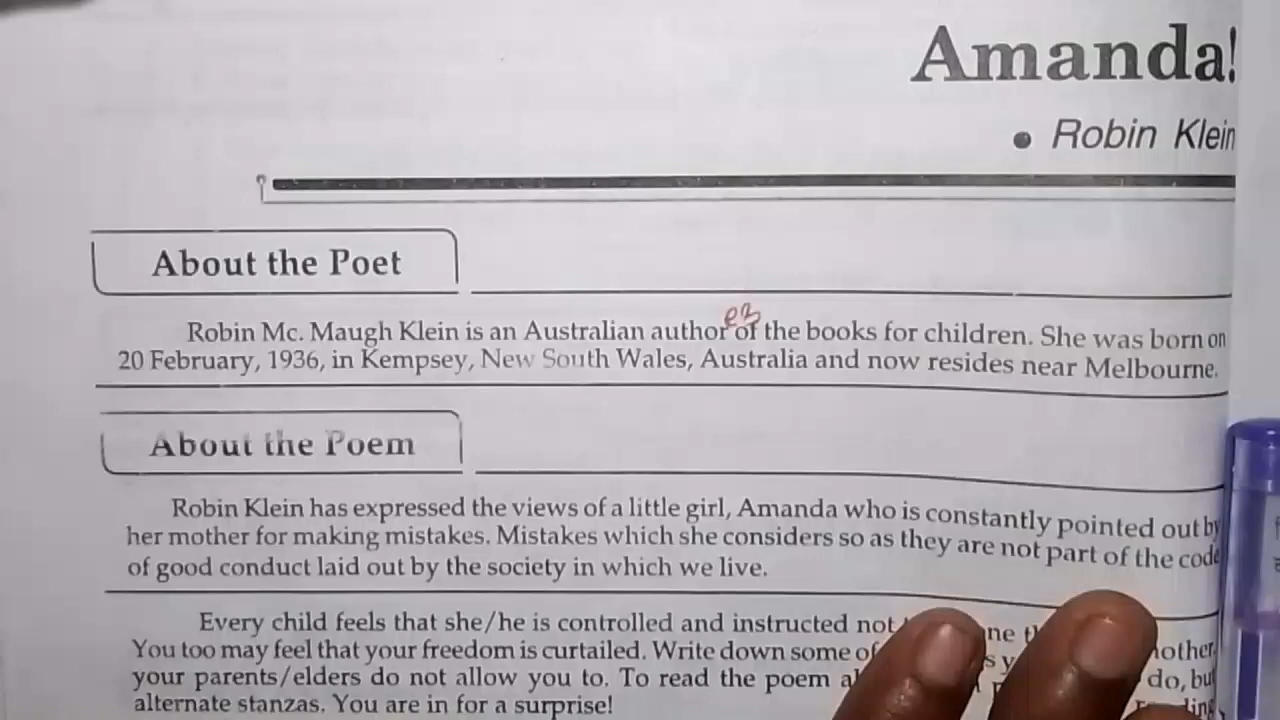 Amanda!
• Robin Klein
About the Poet
Robin Mc. Maugh Klein is an Australian author of the books for children. She was born on
20 February, 1936, in Kempsey, New South Wales, Australia and now resides near Melbourne.
About the Poem
Robin Klein has expressed the views of a little girl, Amanda who is constantly pointed out by
her mother for making mistakes. Mistakes which she considers so as they are not part of the code
of good conduct laid out by the society in which we live.
Every child feels that she/he is controlled and instructed not
You too may feel that your freedom is curtailed. Write down some of
your parents/elders do not allow you to. To read the poem do, but
alternate stanzas. You are in for a surprise!